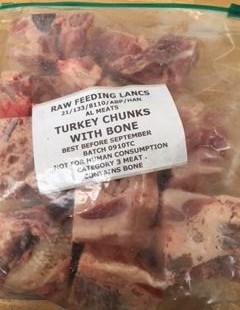 RAW FEEDING LANCS
21/133/8110/ABP/HAN
AL MEATS
TURKEY CHUNKS
WITH BONE
BEST BEFORE SEPTEMBER
BATCH 0910TC
NOT FOR HUMAN CONSUMPTION
CATEGORY 3 MEAT.
CONTAINS BONE